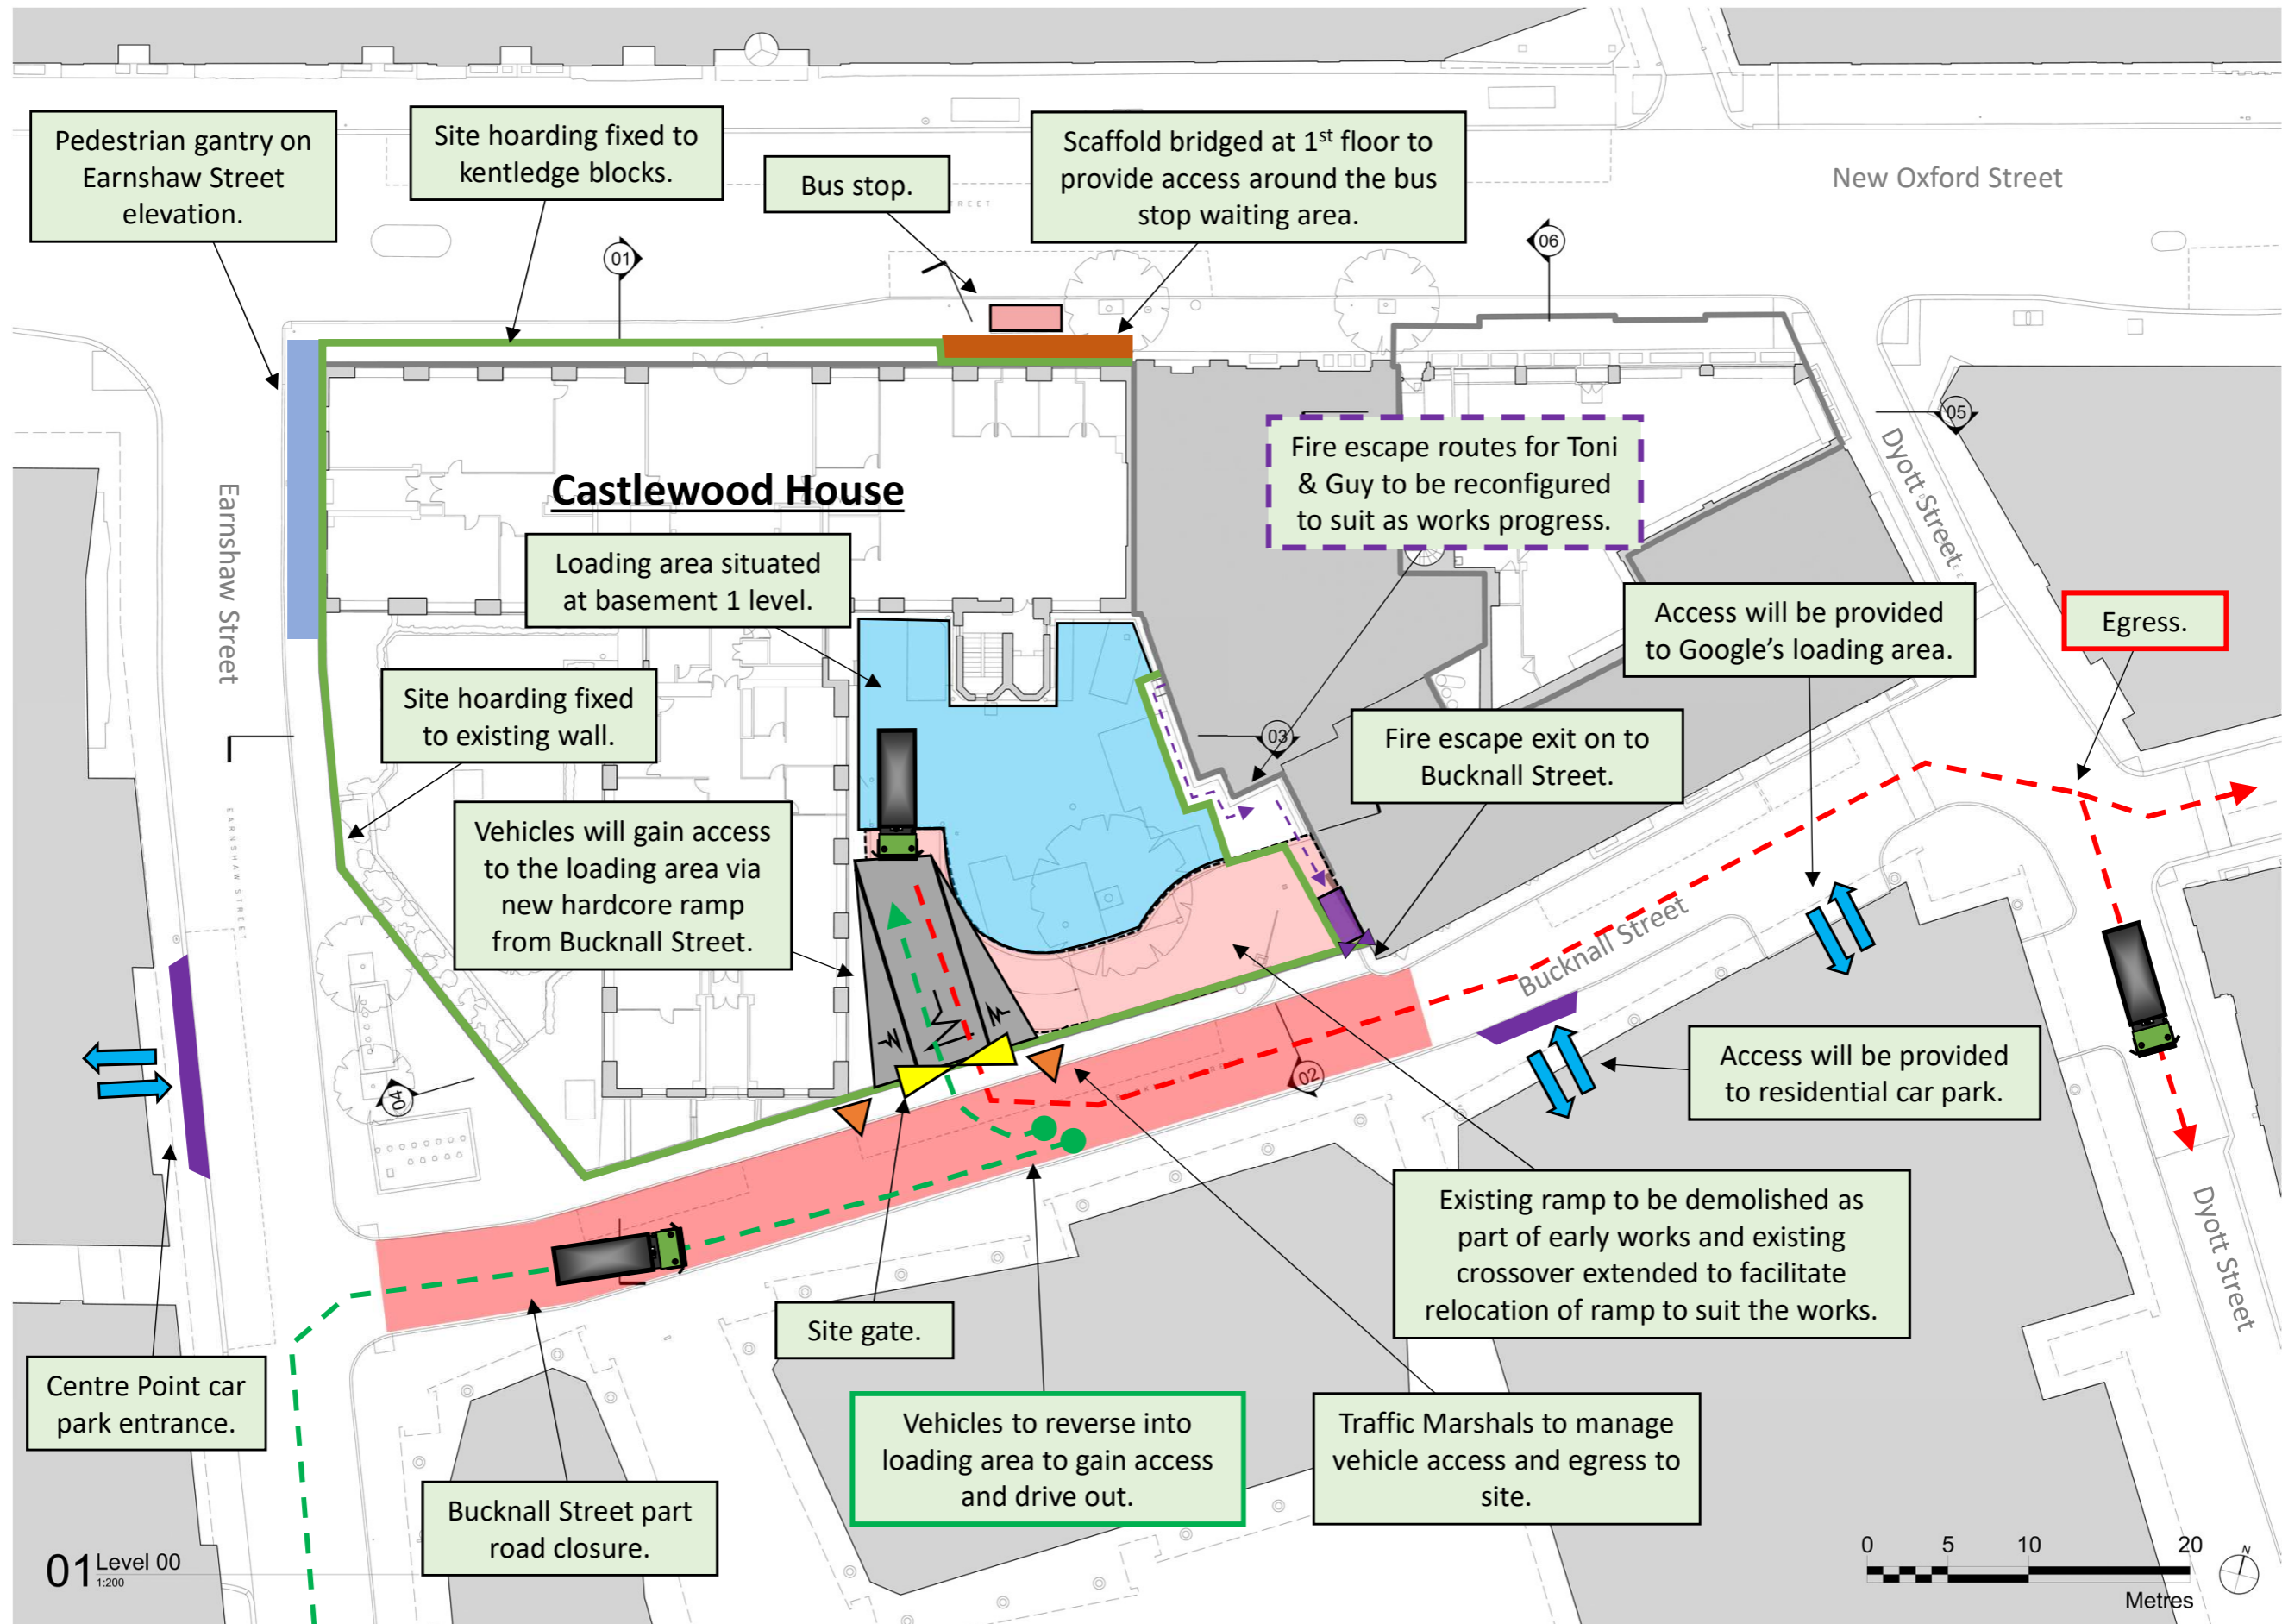 Pedestrian gantry on
Earnshaw Street
elevation.
Site hoarding fixed to
kentledge blocks.
Bus stop.
Scaffold bridged at 1st floor to
provide access around the bus
stop waiting area.
New Oxford Street
STREET
01
06
05
Castlewood House
Fire escape routes for Toni
& Guy to be reconfigured
to suit as works progress.
Dyott Street
Earnshaw Street
Loading area situated
at basement 1 level.
Access will be provided
to Google's loading area.
Egress.
Site hoarding fixed
to existing wall.
03
Fire escape exit on to
Bucknall Street.
EARNSHAW STREET
Vehicles will gain access
to the loading area via
new hardcore ramp
from Bucknall Street.
Bucknall Street
04
02
Access will be provided
to residential car park.
Existing ramp to be demolished as
part of early works and existing
crossover extended to facilitate
relocation of ramp to suit the works.
Dyott Street
Site gate.
Centre Point car
park entrance.
Vehicles to reverse into
loading area to gain access
and drive out.
Traffic Marshals to manage
vehicle access and egress to
site.
Bucknall Street part
road closure.
01 Level 00
1:200
0 5 10 20
Metres
N